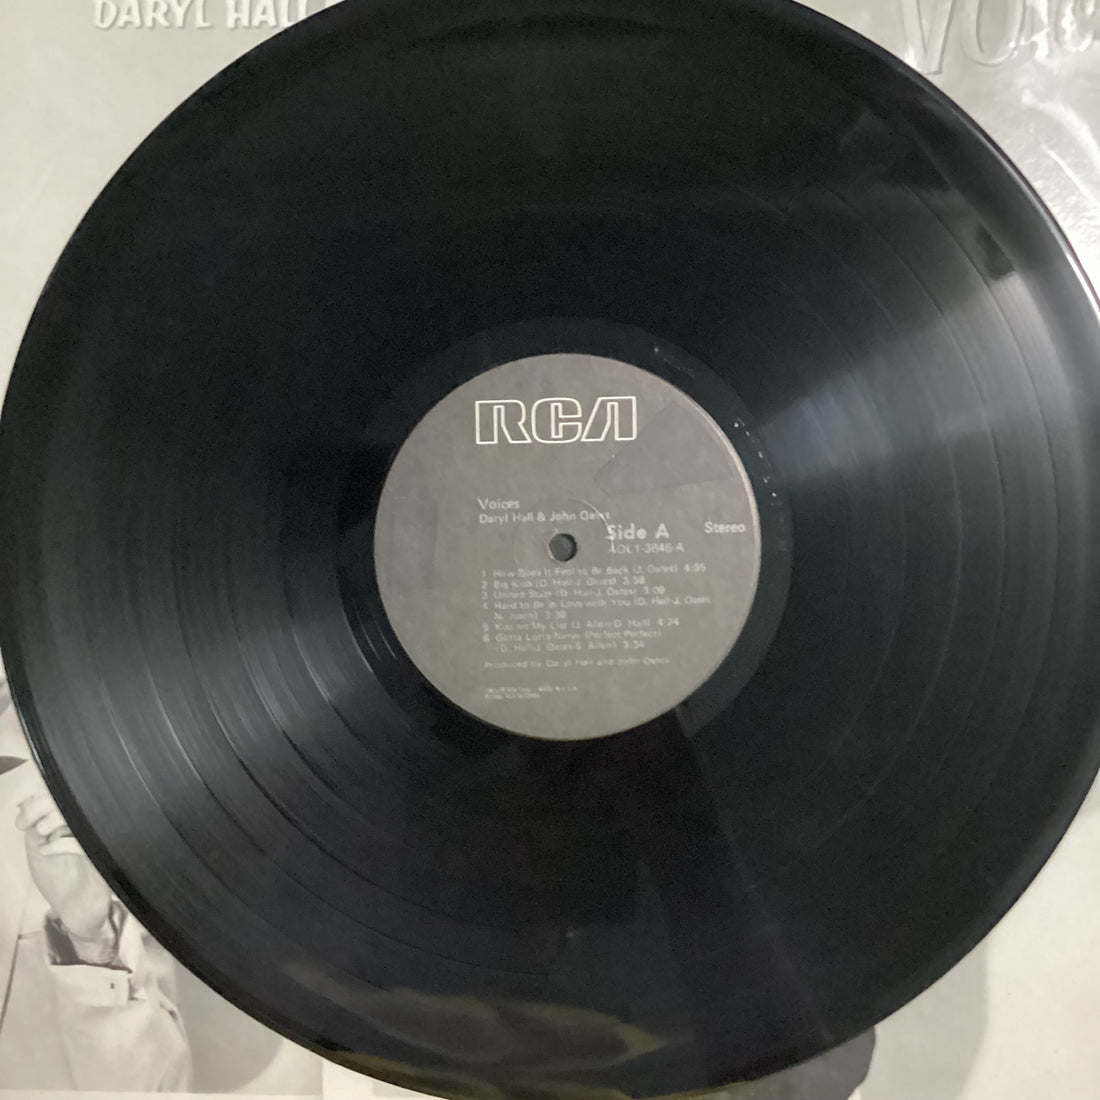 DARYL HALL
VOIC
RCA
Voices
Daryl Hall & John Oates
Side A
Stereo
AQL1-3646-A
1 How Does It Feel to Be Back (J. Oates) 4:35
2 Big Kids (D. Hall-J. Oates) 3:38
3 United State (D. Hall-J. Oates) 3:09
4 Hard to Be in Love with You (D. Hall-J. Oates-
3:38
5 Kiss on My List (J. Allen-D. Hall) 4:24
6 Gotta Lotta Nerve (Perfect Perfect)
(D. Hall-J. Oates-S. Allen) 3:34
Produced by Daryl Hall and John Oates